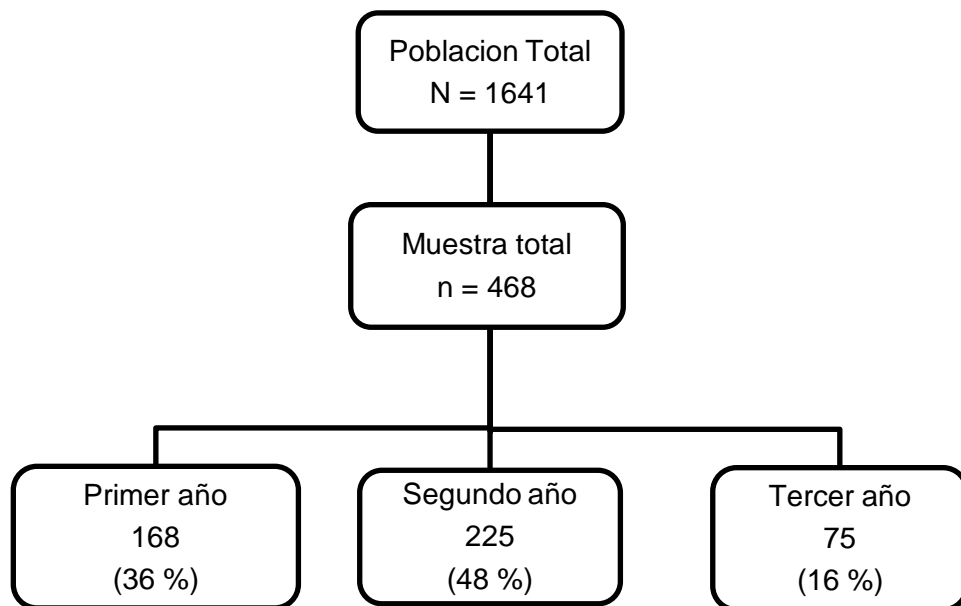 Poblacion Total
N = 1641
Muestra total
n = 468
Primer año
168
(36 %)
Segundo año
225
(48 %)
Tercer año
75
(16 %)